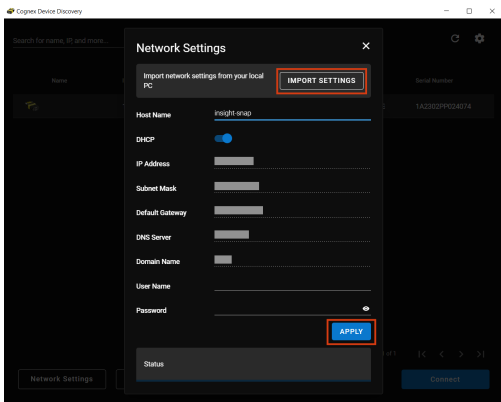 Cognex Device Discovery
Search for name, IP, and more...
Network Settings
Import network settings from your local
PC
IMPORT SETTINGS
Name
Serial Number
1A2302PP024074
Host Name
insight-snap
DHCP
IP Address
Subnet Mask
Default Gateway
DNS Server
Domain Name
User Name
Password
APPLY
of 1
Status
Network Settings
Connect